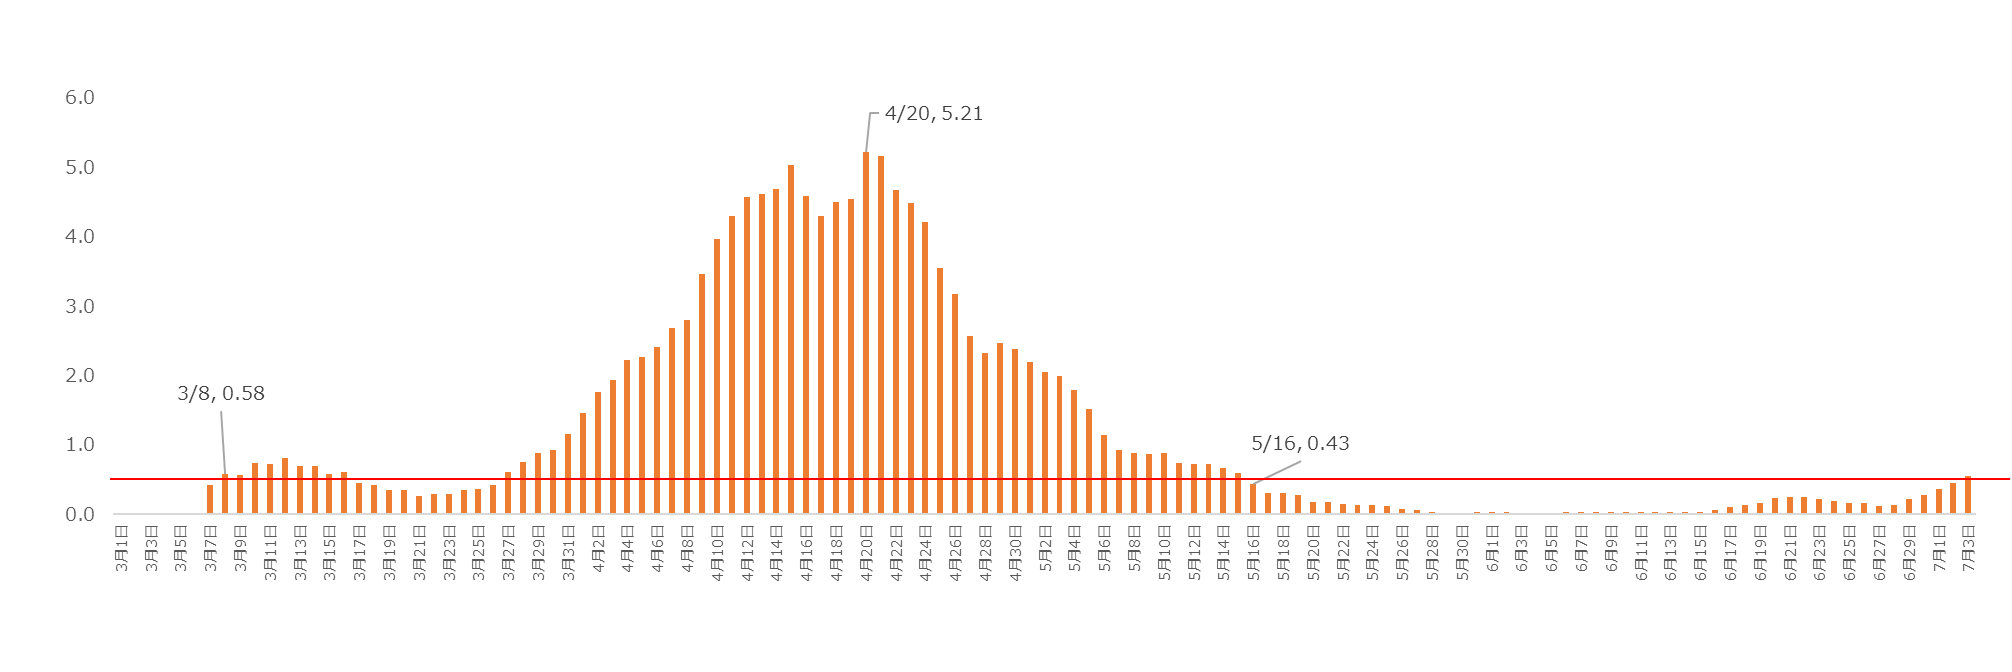 6.0
5.0
4.0
3.0
2.0
1.0
0.0
4/20, 5.21
3/8, 0.58
5/16, 0.43
3月1日
3月3日
3月5日
3月7日
3月9日
3月11日
3月13日
3月15日
3月17日
3月19日
3月21日
3月23日
3月25日
3月27日
3月29日
3月31日
4月2日
4月4日
4月6日
4月8日
4月10日
4月12日
4月14日
4月16日
4月18日
4月20日
4月22日
4月24日
4月26日
4月28日
4月30日
5月2日
5月4日
5月6日
5月8日
5月10日
5月12日
5月14日
5月16日
5月18日
5月20日
5月22日
5月24日
5月26日
5月28日
5月30日
6月1日
6月3日
6月5日
6月7日
6月9日
6月11日
6月13日
6月15日
6月17日
6月19日
6月21日
6月23日
6月25日
6月27日
6月29日
7月1日
7月3日